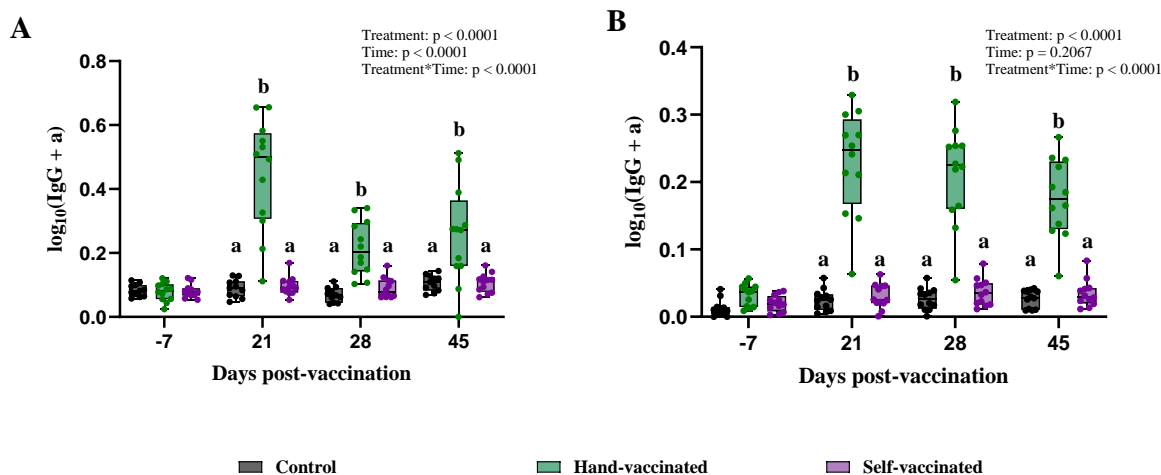 A
Treatment: p < 0.0001
Time: p < 0.0001
Treatment*Time: p < 0.0001
log10(IgG + a)
0.8
0.6
0.4
0.2
0.0
b
a
a
b
a
a
b
a
a
-7
21
28
45
Days post-vaccination
B
Treatment: p < 0.0001
Time: p = 0.2067
Treatment*Time: p < 0.0001
log10(IgG + a)
0.4
0.3
0.2
0.1
0.0
b
a
a
b
a
a
b
a
a
-7
21
28
45
Days post-vaccination
Control
Hand-vaccinated
Self-vaccinated